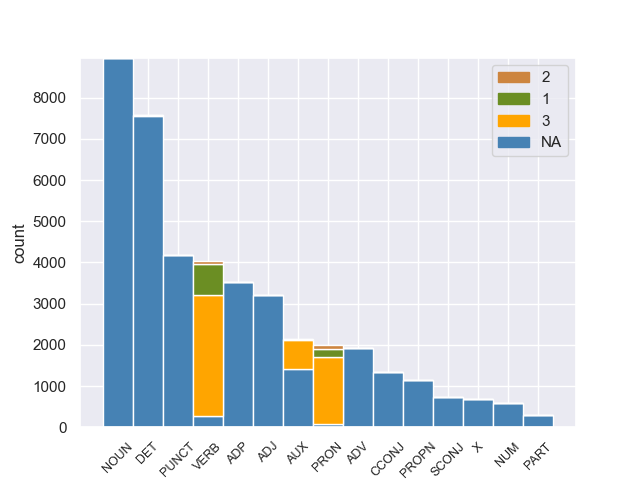 2
1
3
NA
8000
7000
6000
5000
4000
3000
2000
1000
0
count
NOUN
DET
PUNCT
VERB
ADP
ADJ
AUX
PRON
ADV
CCONJ
PROPN
SCONJ
X
NUM
PART